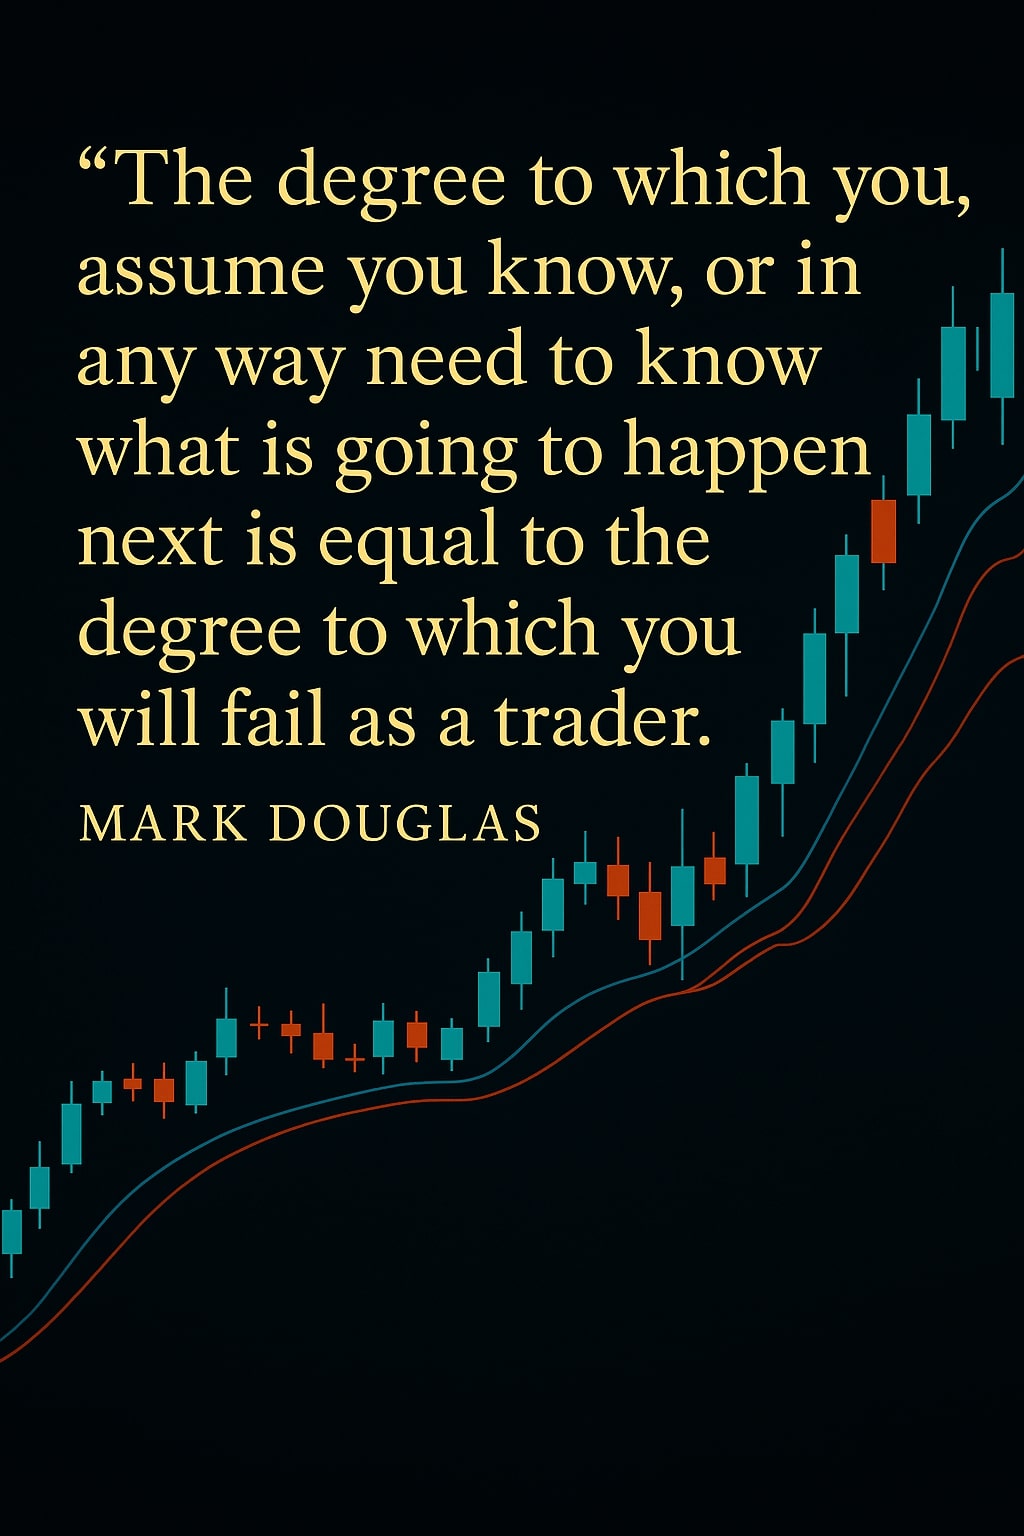 “The degree to which you,
assume you know, or in
any way need to know
what is going to happen
next is equal to the
degree to which you
will fail as a trader.
MARK DOUGLAS